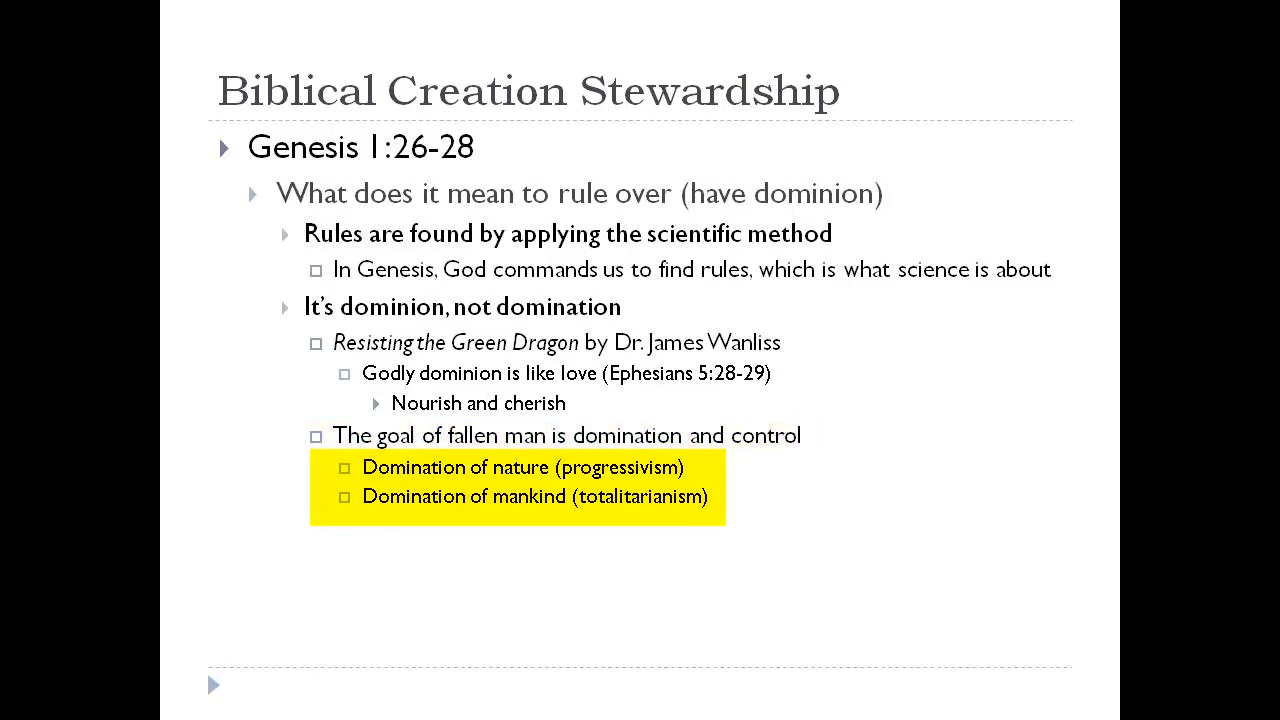 Biblical Creation Stewardship
Genesis 1:26-28
What does it mean to rule over (have dominion)
Rules are found by applying the scientific method
In Genesis, God commands us to find rules, which is what science is about
It's dominion, not domination
Resisting the Green Dragon by Dr. James Wanliss
Godly dominion is like love (Ephesians 5:28-29)
Nourish and cherish
The goal of fallen man is domination and control
Domination of nature (progressivism)
Domination of mankind (totalitarianism)